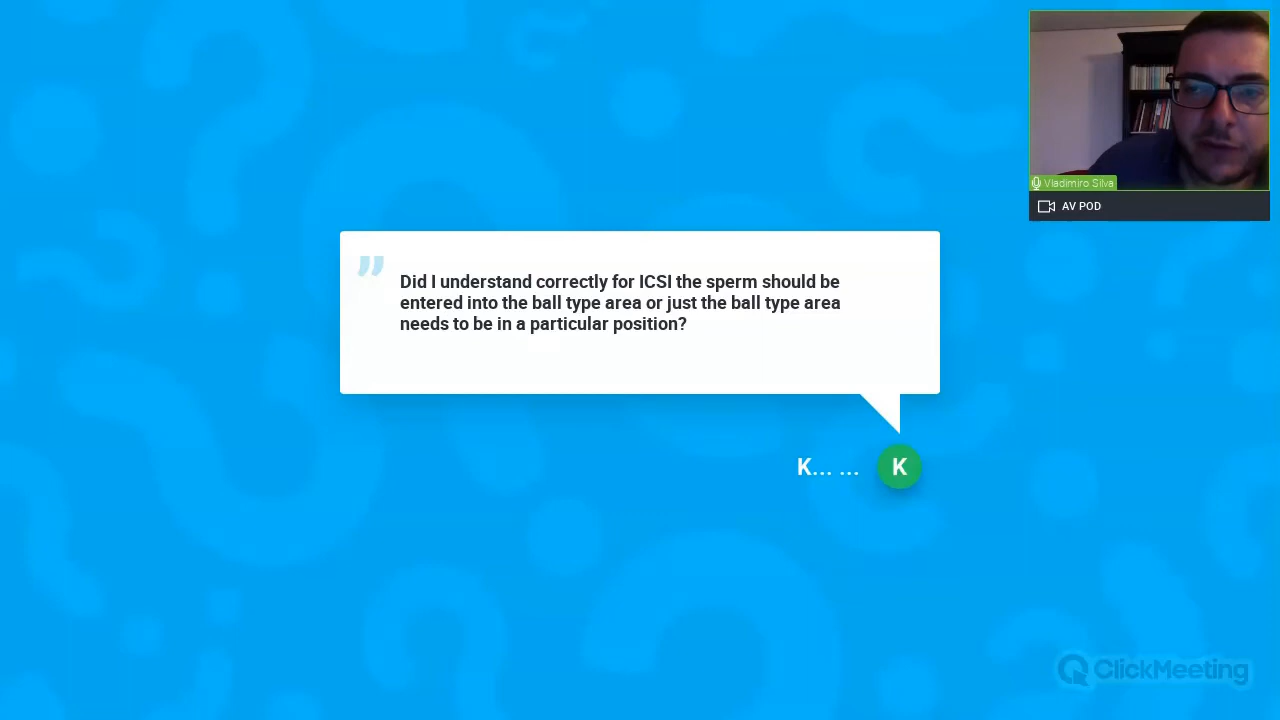 Vladimiro Silva
AV POD
”
Did I understand correctly for ICSI the sperm should be
entered into the ball type area or just the ball type area
needs to be in a particular position?
K... ... K
ClickMeeting